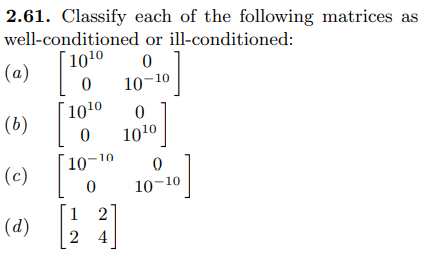 2.61. Classify each of the following matrices as
well-conditioned or ill-conditioned:
(a) [ 10^10 0
0 10^-10 ]
(b) [ 10^10 0
0 10^10 ]
(c) [ 10^-10 0
0 10^-10 ]
(d) [ 1 2
2 4 ]